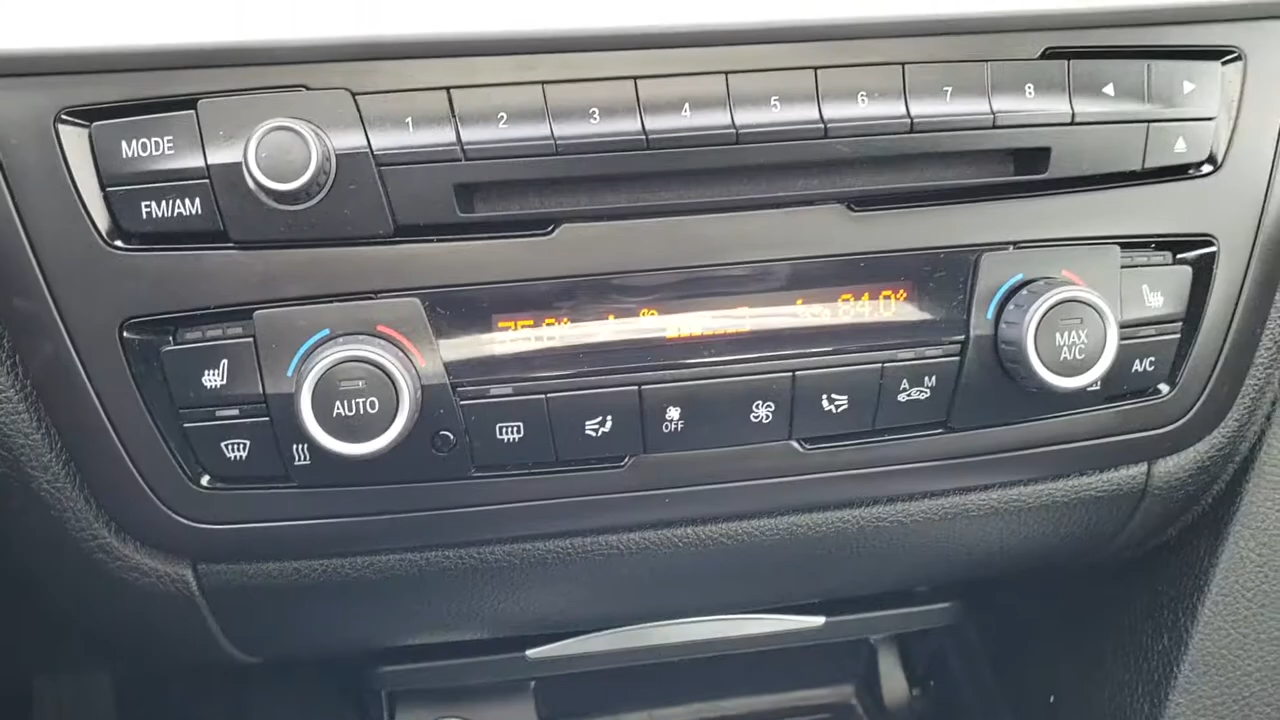 MODE
1 2 3 4 5 6 7 8
FM/AM
84.0°
MAX
A/C
A/C
AUTO
OFF
A M